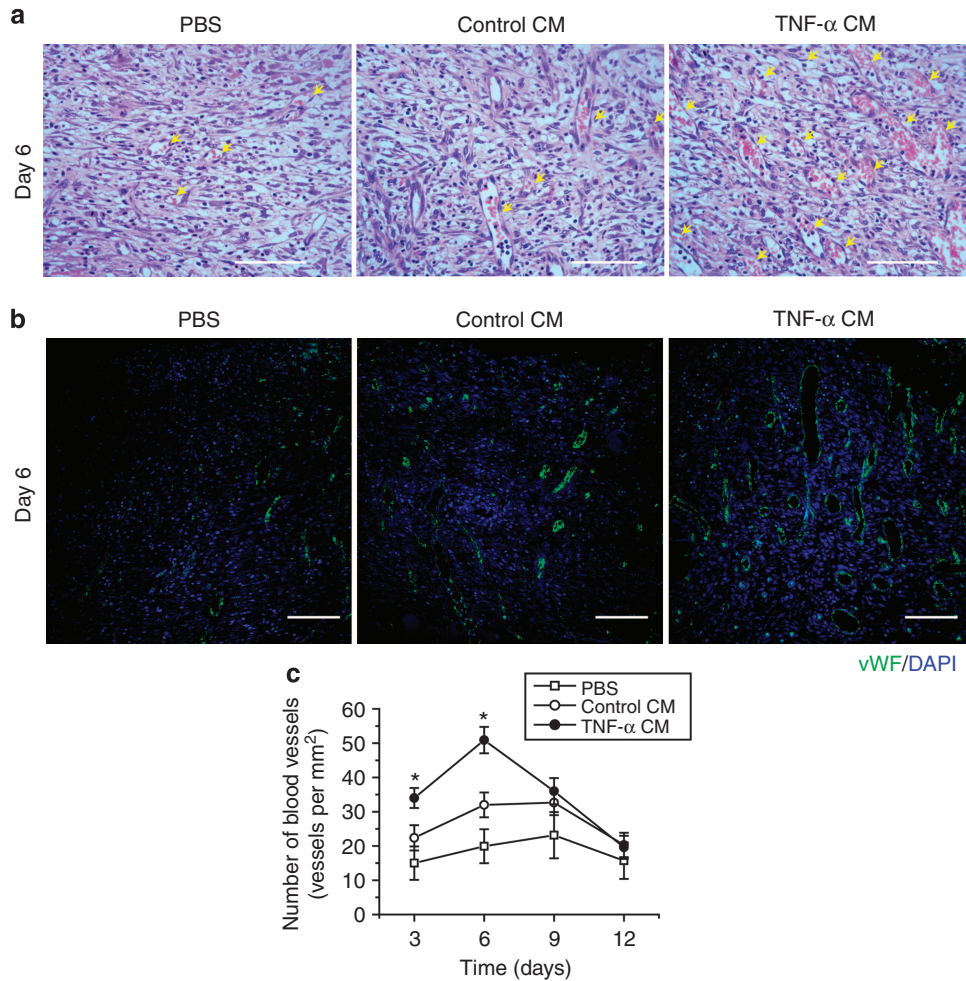 a
PBS
Control CM
TNF-α CM
Day 6
b
PBS
Control CM
TNF-α CM
Day 6
vWF/DAPI
c
PBS
Control CM
TNF-α CM
Number of blood vessels
(vessels per mm²)
60
50
40
30
20
10
0
*
*
3
6
9
12
Time (days)